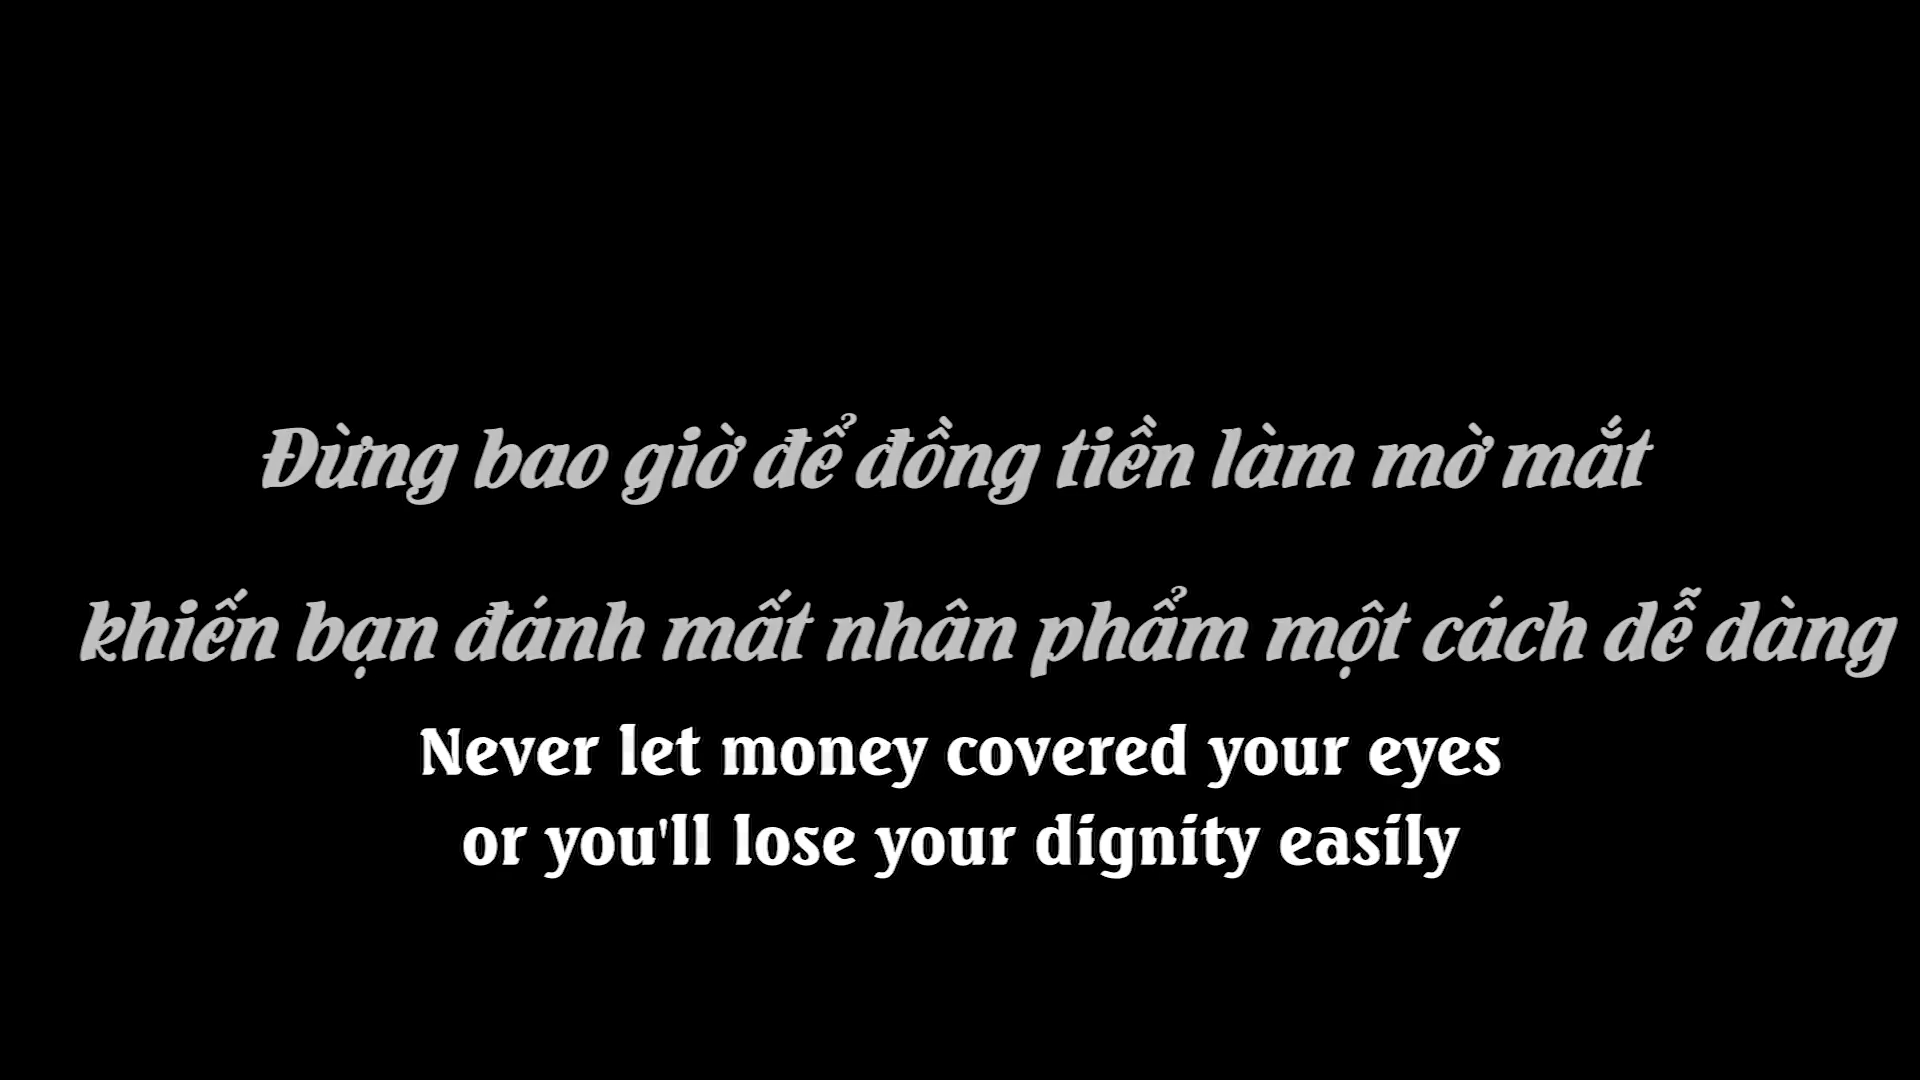 Đừng bao giờ để đồng tiền làm mờ mắt
khiến bạn đánh mất nhân phẩm một cách dễ dàng
Never let money covered your eyes
or you'll lose your dignity easily